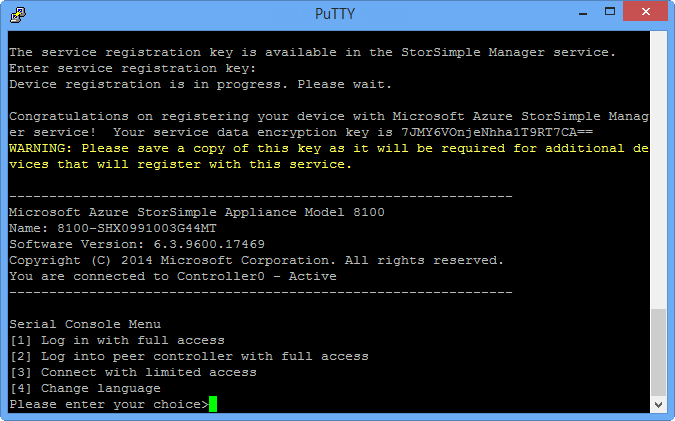 PuTTY
The service registration key is available in the StorSimple Manager service.
Enter service registration key:
Device registration is in progress. Please wait.
Congratulations on registering your device with Microsoft Azure StorSimple Manag
er service!  Your service data encryption key is 7JMY6VOnjeNhha1T9RT7CA==
WARNING: Please save a copy of this key as it will be required for additional de
vices that will register with this service.
---------------------------------------------------------------
Microsoft Azure StorSimple Appliance Model 8100
Name: 8100-SHX0991003G44MT
Software Version: 6.3.9600.17469
Copyright (C) 2014 Microsoft Corporation. All rights reserved.
You are connected to Controller0 - Active
---------------------------------------------------------------
Serial Console Menu
[1] Log in with full access
[2] Log into peer controller with full access
[3] Connect with limited access
[4] Change language
Please enter your choice>